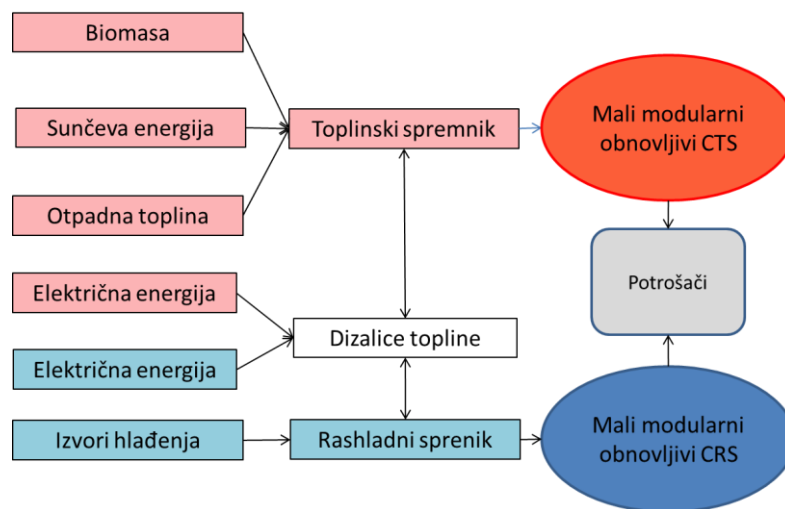 Biomasa
Sunčeva energija
Otpadna toplina
Električna energija
Električna energija
Izvori hlađenja
Toplinski spremnik
Dizalice topline
Rashladni sprenik
Mali modularni
obnovljivi CTS
Potrošači
Mali modularni
obnovljivi CRS